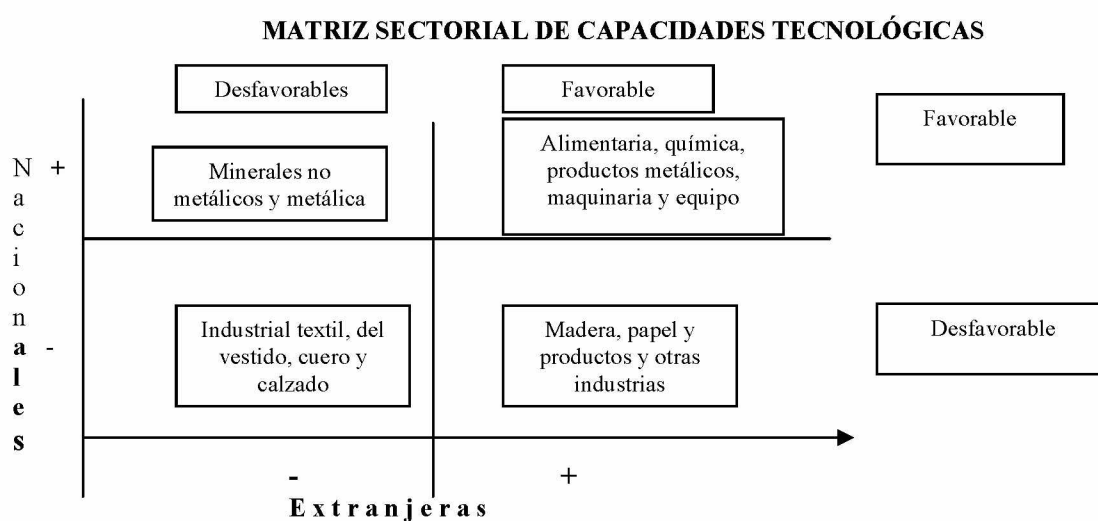 MATRIZ SECTORIAL DE CAPACIDADES TECNOLÓGICAS
Desfavorables
Favorable
Favorable
Nacionales
+
-
Minerales no
metálicos y metálica
Alimentaria, química,
productos metálicos,
maquinaria y equipo
Industrial textil, del
vestido, cuero y
calzado
Madera, papel y
productos y otras
industrias
Desfavorable
-
+
Extranjeras